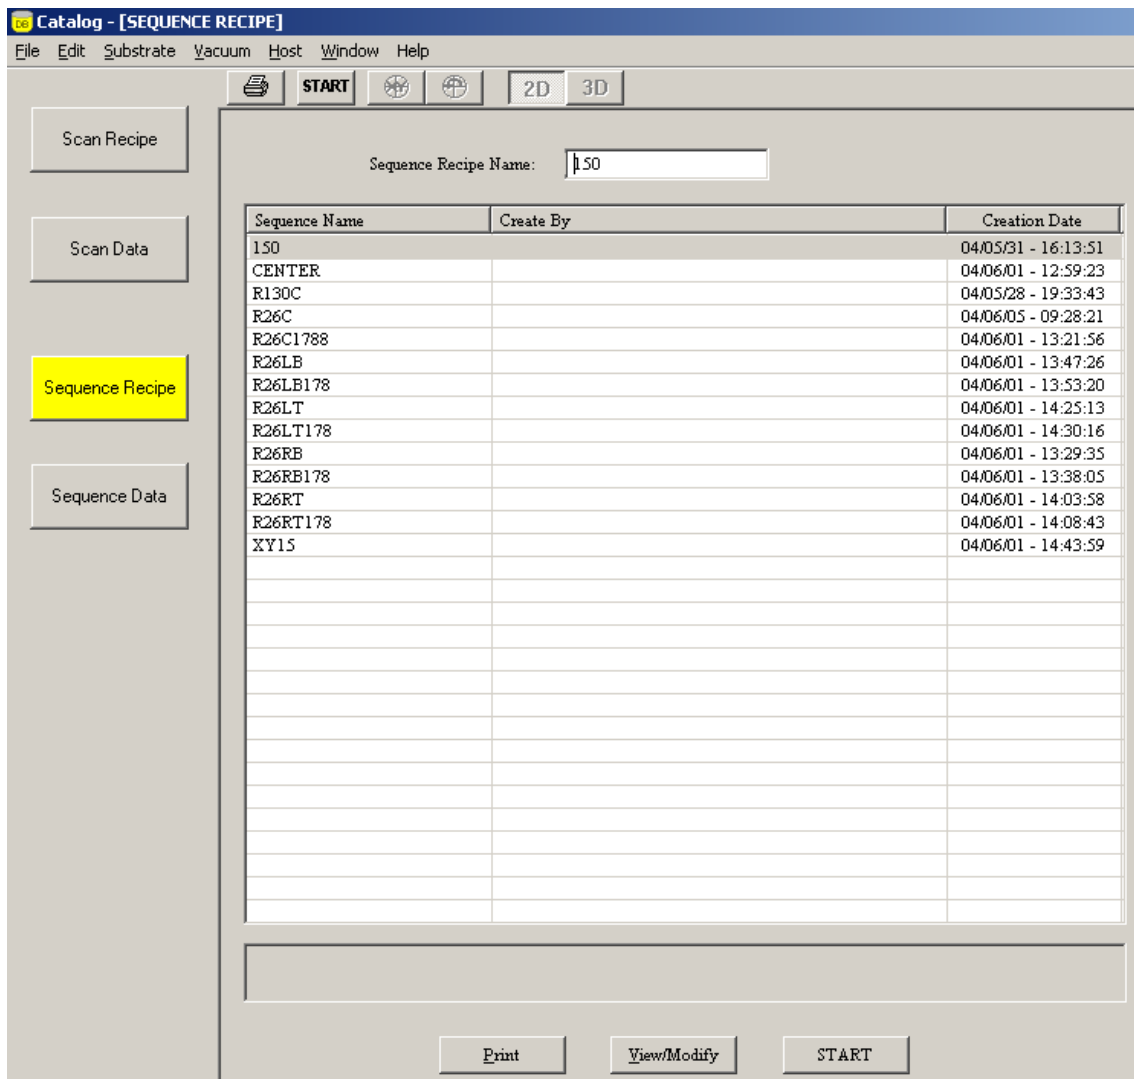 DB Catalog - [SEQUENCE RECIPE]
File Edit Substrate Vacuum Host Window Help
START 2D 3D
Scan Recipe
Scan Data
Sequence Recipe
Sequence Data
Sequence Recipe Name: 150
Sequence Name Create By Creation Date
150 04/05/31 - 16:13:51
CENTER 04/06/01 - 12:59:23
R130C 04/05/28 - 19:33:43
R26C 04/06/05 - 09:28:21
R26C1788 04/06/01 - 13:21:56
R26LB 04/06/01 - 13:47:26
R26LB178 04/06/01 - 13:53:20
R26LT 04/06/01 - 14:25:13
R26LT178 04/06/01 - 14:30:16
R26RB 04/06/01 - 13:29:35
R26RB178 04/06/01 - 13:38:05
R26RT 04/06/01 - 14:03:58
R26RT178 04/06/01 - 14:08:43
XY15 04/06/01 - 14:43:59
Print View/Modify START